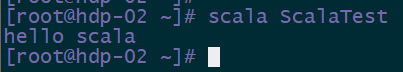 [root@hdp-02 ~]# scala ScalaTest
hello scala
[root@hdp-02 ~]#